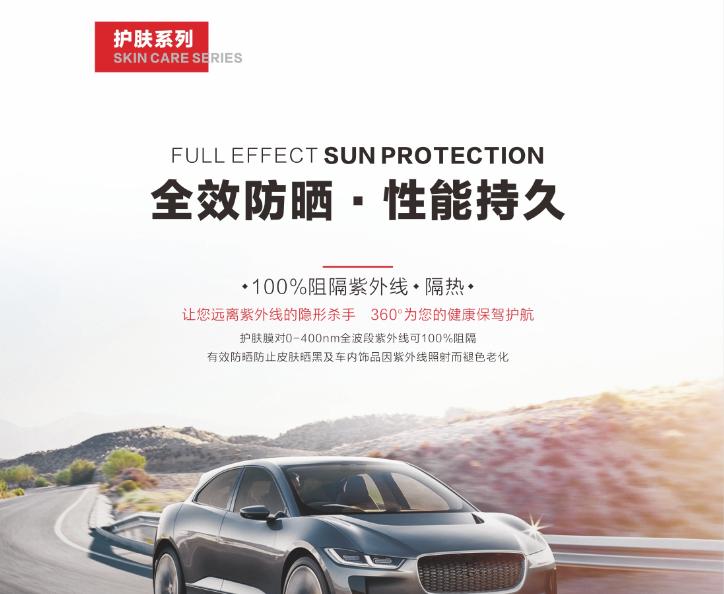 护肤系列
SKIN CARE SERIES
FULL EFFECT SUN PROTECTION
全效防晒·性能持久
·100%阻隔紫外线·隔热·
让您远离紫外线的隐形杀手 360°为您的健康保驾护航
护肤膜对0-400nm全波段紫外线可100%阻隔
有效防晒防止皮肤晒黑及车内饰品因紫外线照射而褪色老化